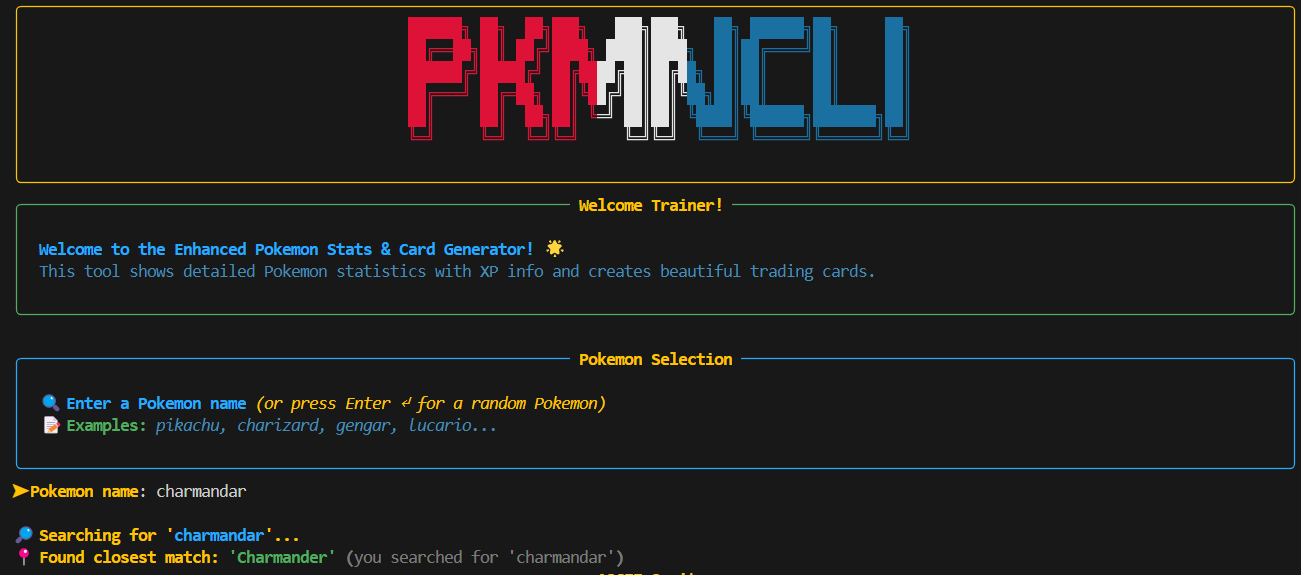 PKMNCLI
Welcome Trainer!
Welcome to the Enhanced Pokemon Stats & Card Generator! 🌟
This tool shows detailed Pokemon statistics with XP info and creates beautiful trading cards.
Pokemon Selection
🔍 Enter a Pokemon name (or press Enter ⏎ for a random Pokemon)
📝 Examples: pikachu, charizard, gengar, lucario...
➤Pokemon name: charmandar
🔎 Searching for 'charmandar'...
📍 Found closest match: 'Charmander' (you searched for 'charmandar')